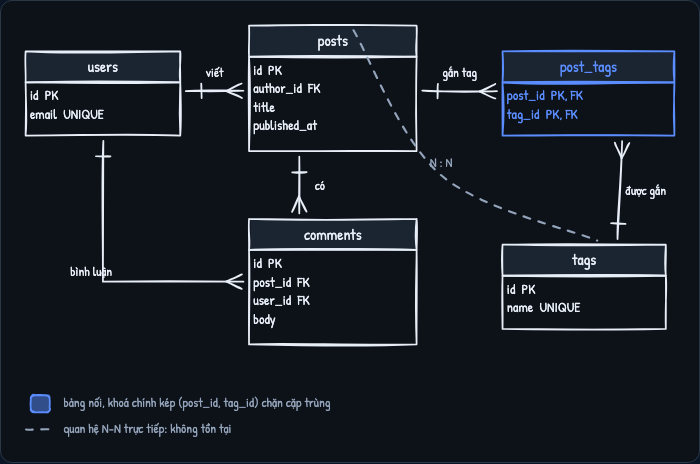 users
id PK
email UNIQUE
viết
posts
id PK
author_id FK
title
published_at
gắn tag
post_tags
post_id PK, FK
tag_id PK, FK
N : N
có
được gắn
bình luận
comments
id PK
post_id FK
user_id FK
body
tags
id PK
name UNIQUE
bảng nối, khoá chính kép (post_id, tag_id) chặn cặp trùng
quan hệ N-N trực tiếp: không tồn tại